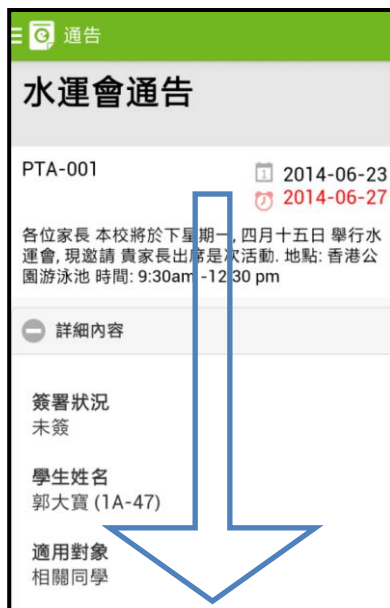 通告
水運會通告
PTA-001
2014-06-23
2014-06-27
各位家長 本校將於下星期一, 四月十五日 舉行水
運會, 現邀請 貴家長出席是次活動. 地點: 香港公
園游泳池 時間: 9:30am -12:30 pm
詳細內容
簽署狀況
未簽
學生姓名
郭大寶 (1A-47)
適用對象
相關同學